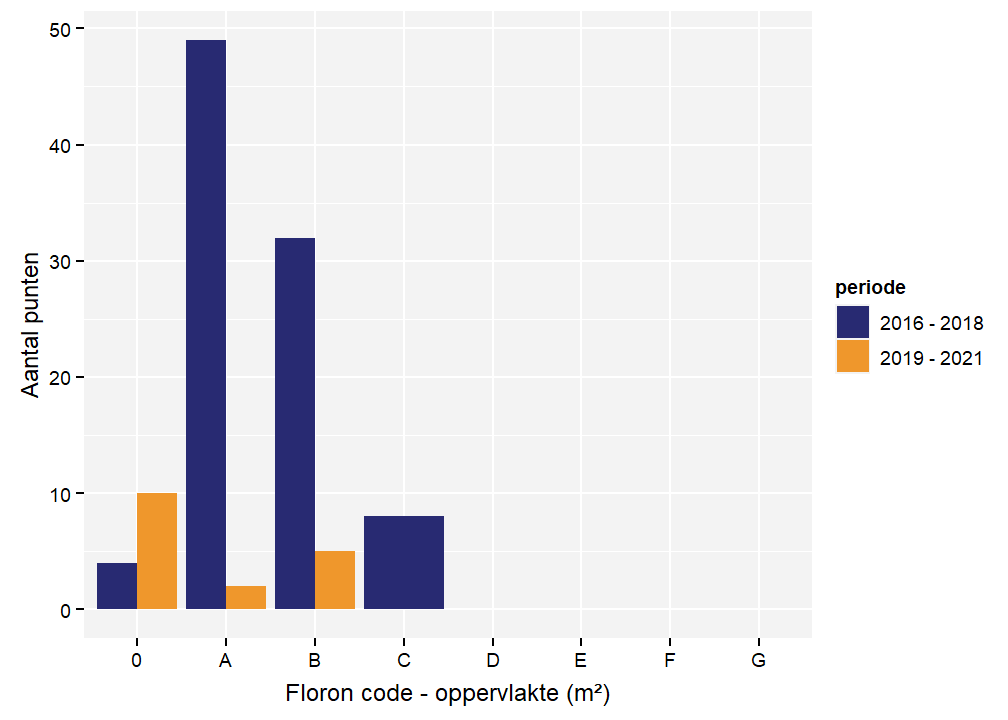 50
40
30
20
10
0
Aantal punten
0 A B C D E F G
Floron code - oppervlakte (m²)
periode
2016 - 2018
2019 - 2021